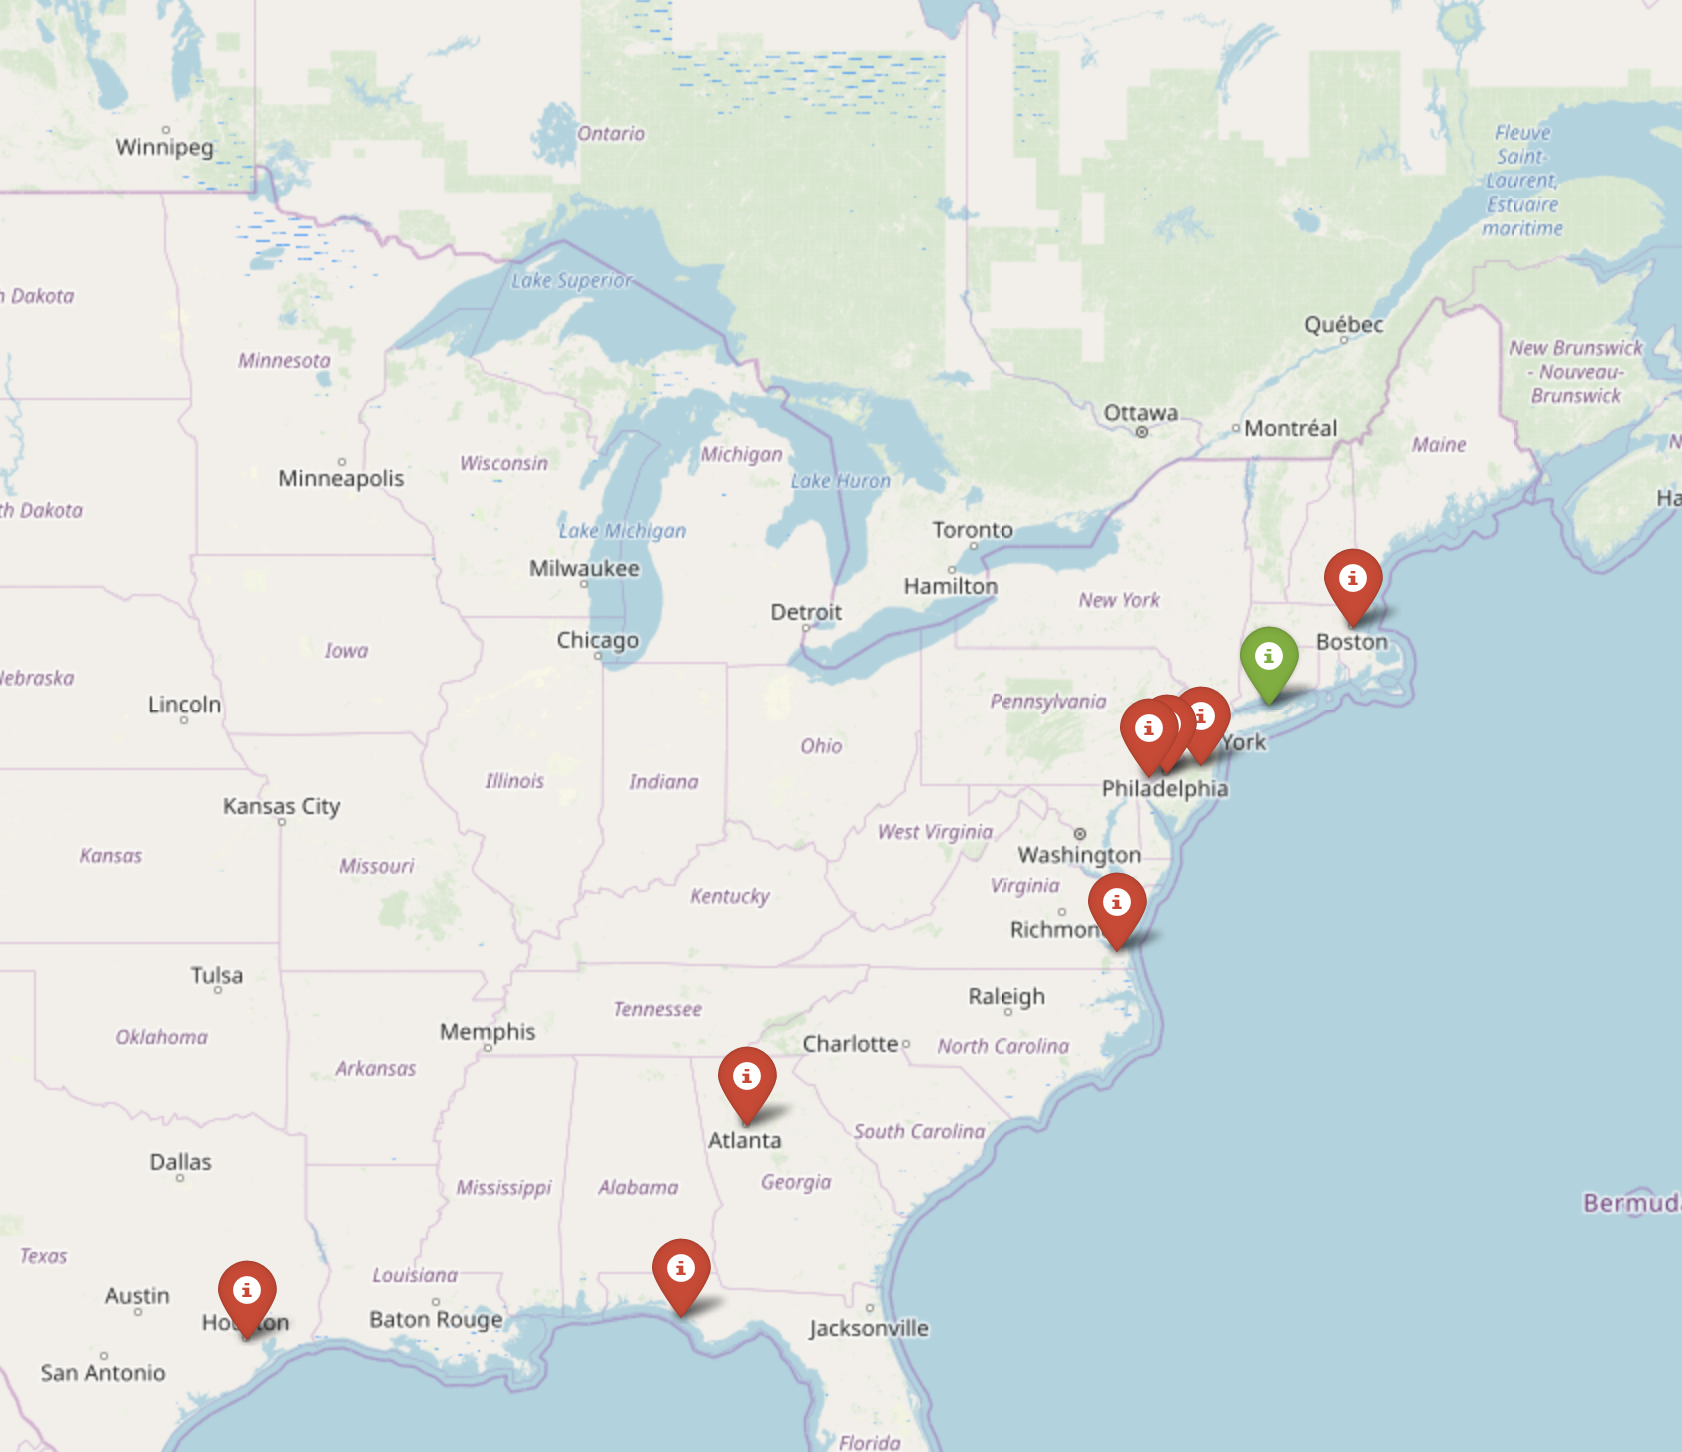 Ontario
Fleuve
Saint-
Laurent,
Estuaire
maritime
Winnipeg
Lake Superior
h Dakota
Québec
Minnesota
New Brunswick
- Nouveau-
Brunswick
Ottawa
Montréal
Maine
N
Michigan
Wisconsin
Minneapolis
Lake Huron
Ha
th Dakota
Lake Michigan
Toronto
Milwaukee
Hamilton
New York
Detroit
Chicago
Boston
Iowa
Nebraska
Lincoln
Pennsylvania
York
Ohio
Illinois
Indiana
Philadelphia
Kansas City
West Virginia
Washington
Kansas
Missouri
Virginia
Kentucky
Richmon
Tulsa
Raleigh
Tennessee
Memphis
Oklahoma
Charlotte
North Carolina
Arkansas
Atlanta
South Carolina
Dallas
Mississippi
Alabama
Georgia
Bermuda
Texas
Louisiana
Austin
Houston
Baton Rouge
Jacksonville
San Antonio
Florida